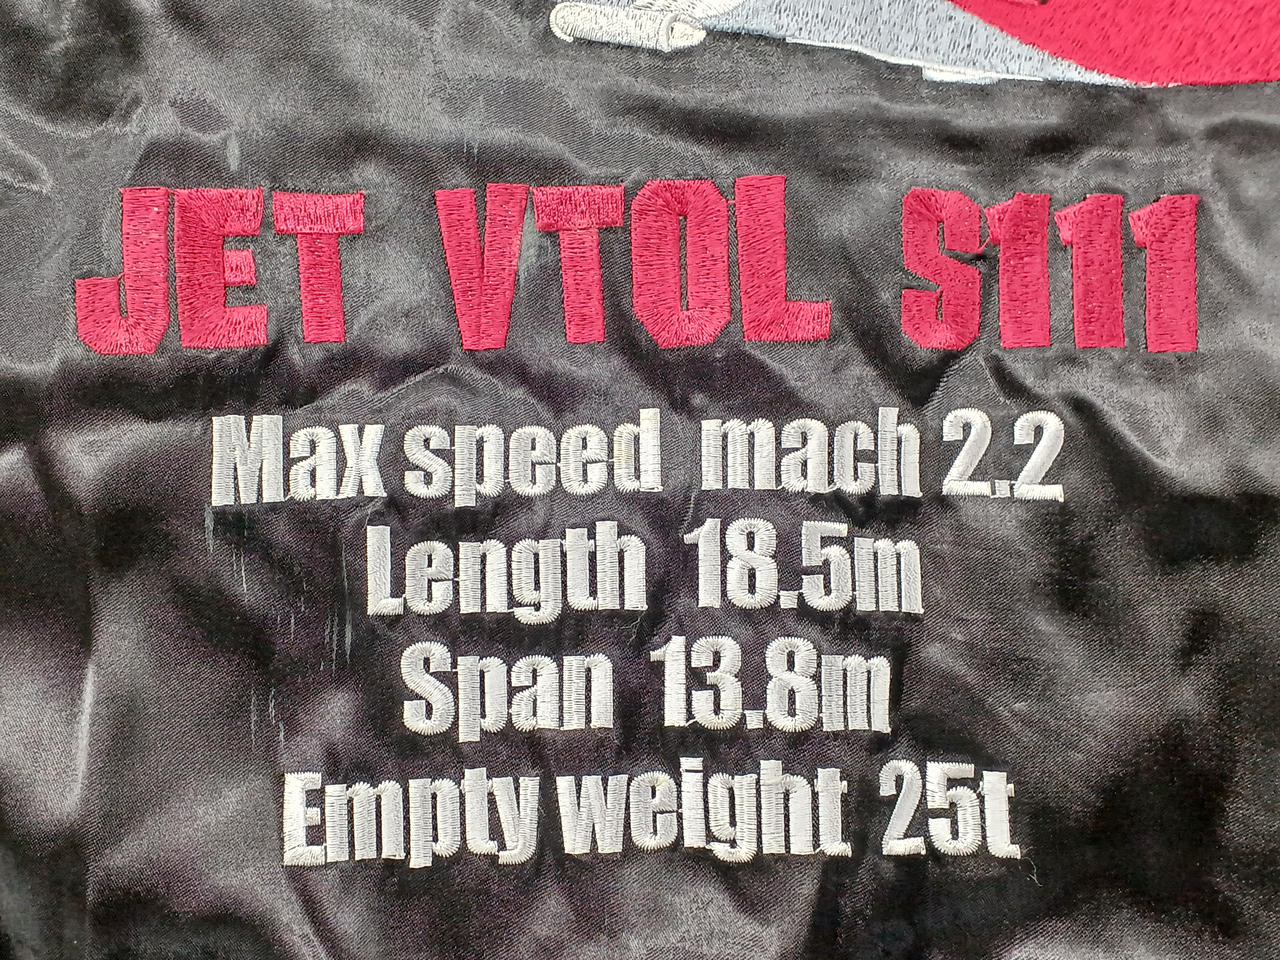 JET VTOL S111
Max speed mach 2.2
Length 18.5m
Span 13.8m
Empty weight 25t